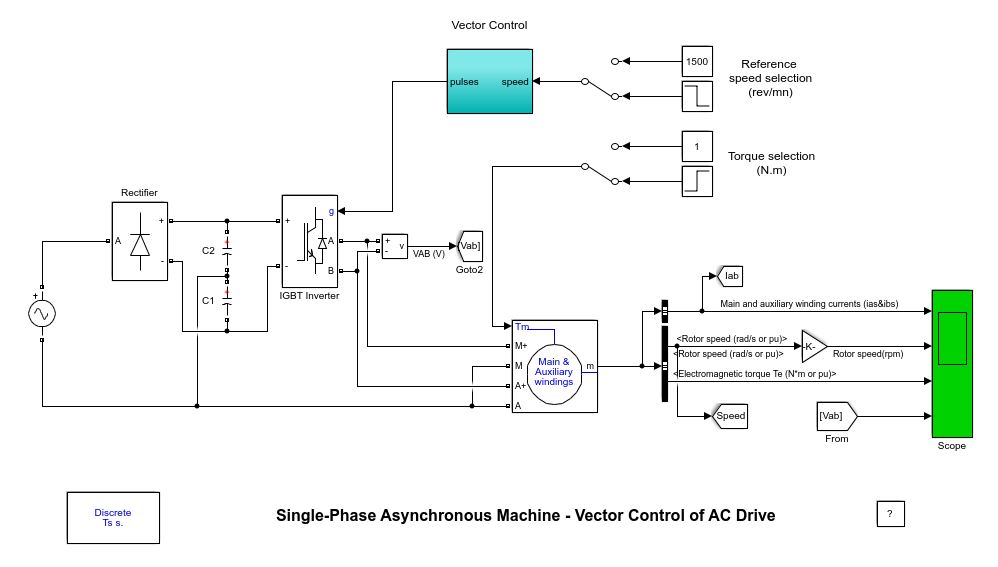 Vector Control
pulses
speed
1500
Reference
speed selection
(rev/mn)
1
Torque selection
(N.m)
Rectifier
A
+
-
C2
C1
+
g
+
-
A
B
IGBT Inverter
+
-
v
VAB (V)
[Vab]
Goto2
Tm
M+
M
A+
A
Main &
Auxiliary
windings
m
Iab
Main and auxiliary winding currents (ias&ibs)
<Rotor speed (rad/s or pu)>
<Rotor speed (rad/s or pu)>
-K-
Rotor speed(rpm)
<Electromagnetic torque Te (N*m or pu)>
Speed
[Vab]
From
Scope
Discrete
Ts s.
Single-Phase Asynchronous Machine - Vector Control of AC Drive
?